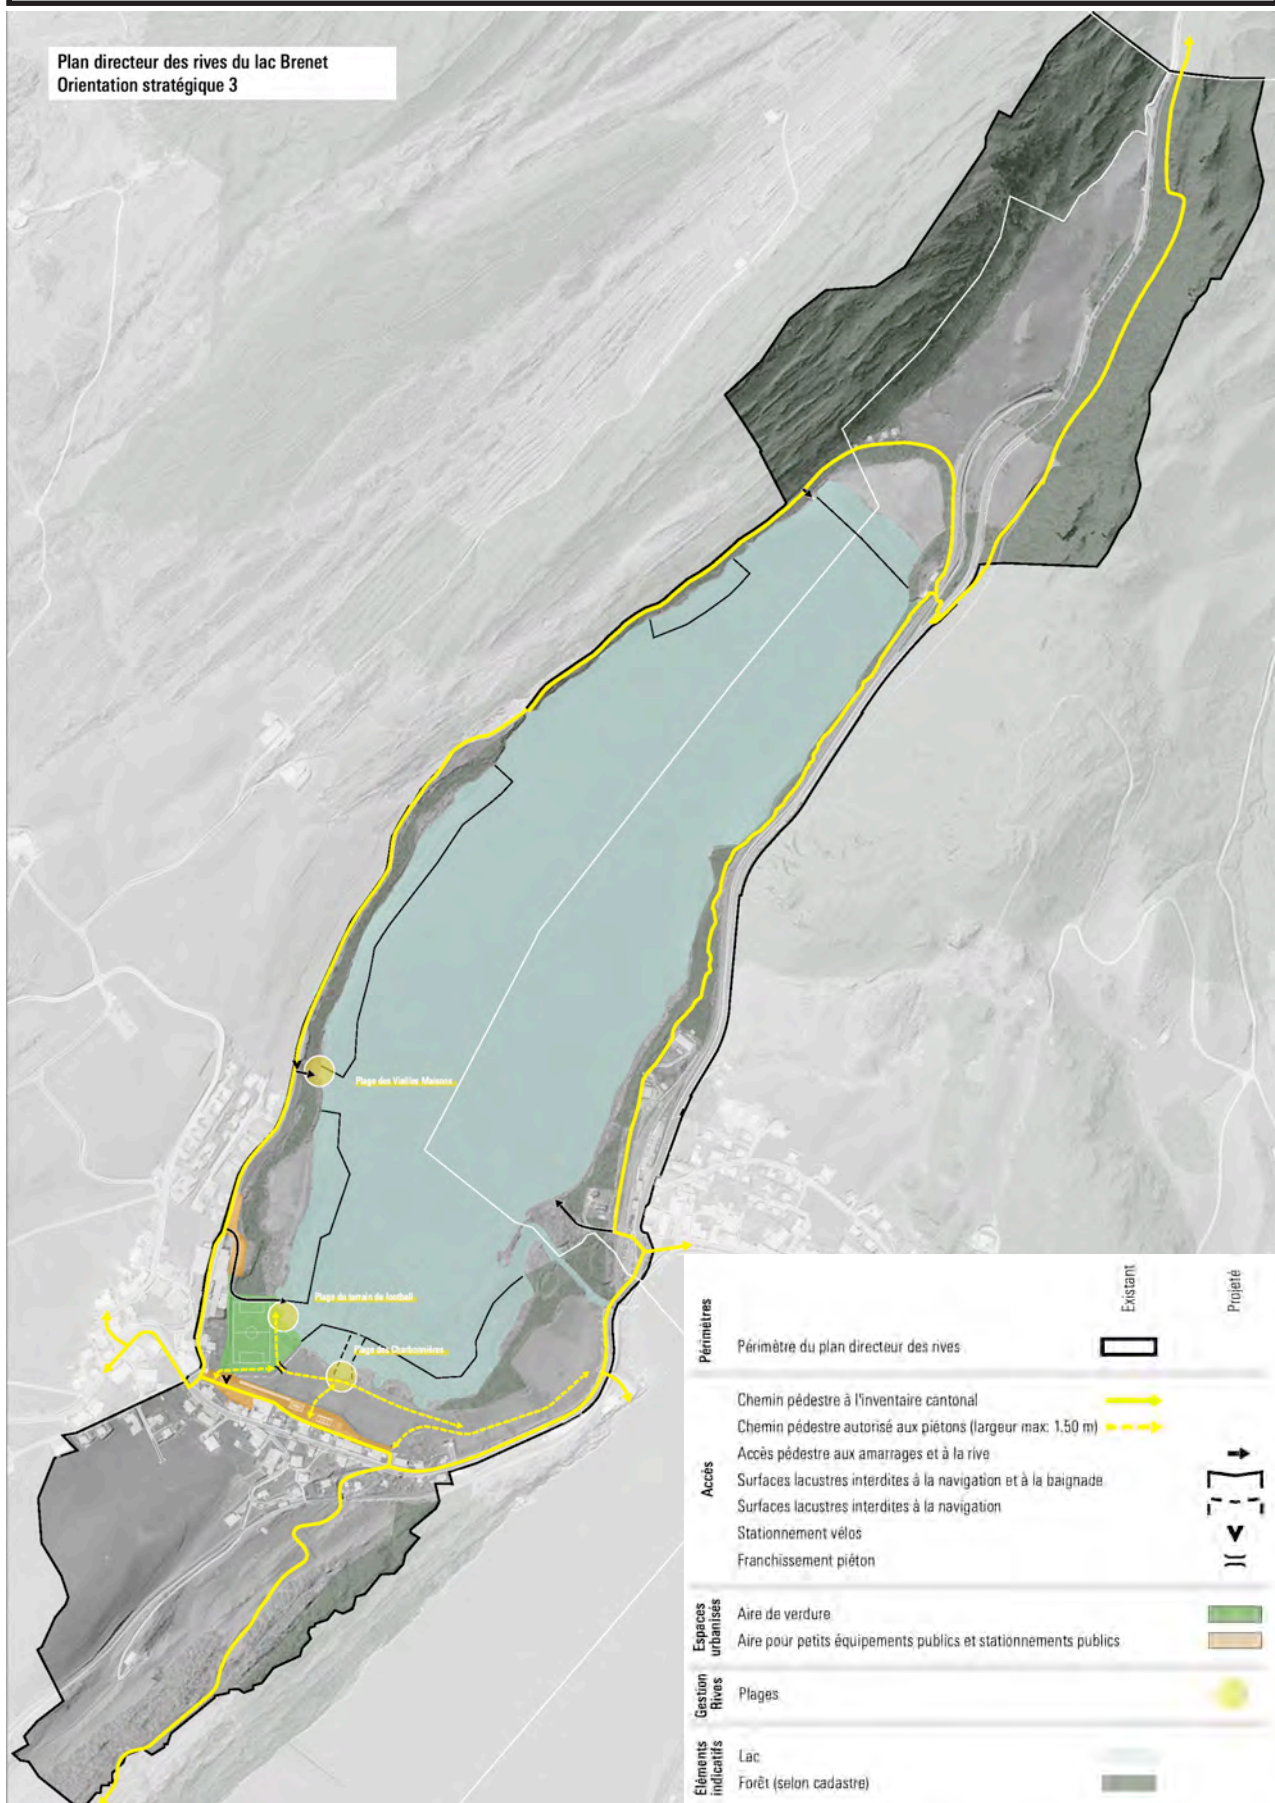 Plan directeur des rives du lac Brenet
Orientation stratégique 3
Plage des Vieilles Maisons
Plage du terrain de football
Plage des Charbonnières
Existant
Projeté
Périmètres
Périmètre du plan directeur des rives
Accès
Chemin pédestre à l'inventaire cantonal
Chemin pédestre autorisé aux piétons (largeur max: 1.50 m)
Accès pédestre aux amarrages et à la rive
Surfaces lacustres interdites à la navigation et à la baignade
Surfaces lacustres interdites à la navigation
Stationnement vélos
Franchissement piéton
Espaces
urbanisés
Aire de verdure
Aire pour petits équipements publics et stationnements publics
Gestion
Rives
Plages
Éléments
indicatifs
Lac
Forêt (selon cadastre)